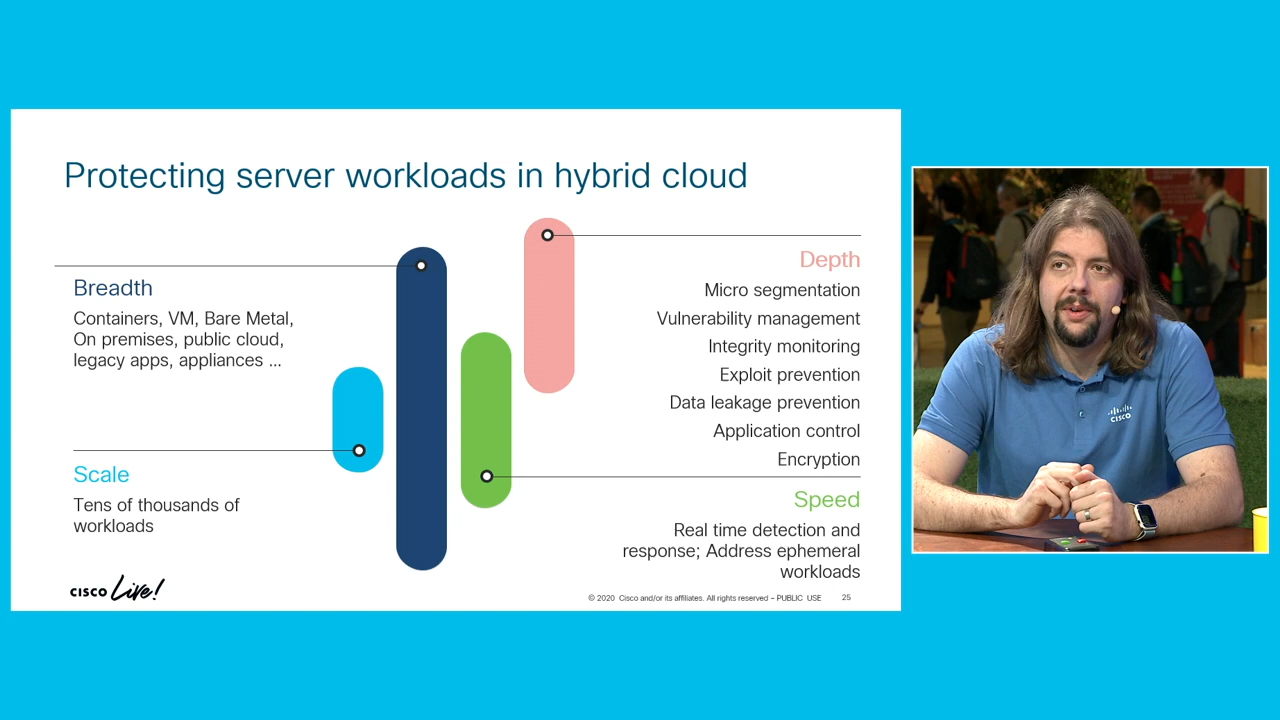 Protecting server workloads in hybrid cloud
Breadth
Containers, VM, Bare Metal,
On premises, public cloud,
legacy apps, appliances ...
Scale
Tens of thousands of
workloads
Depth
Micro segmentation
Vulnerability management
Integrity monitoring
Exploit prevention
Data leakage prevention
Application control
Encryption
Speed
Real time detection and
response; Address ephemeral
workloads
CISCO Live!
© 2020 Cisco and/or its affiliates. All rights reserved – PUBLIC USE 25
CISCO